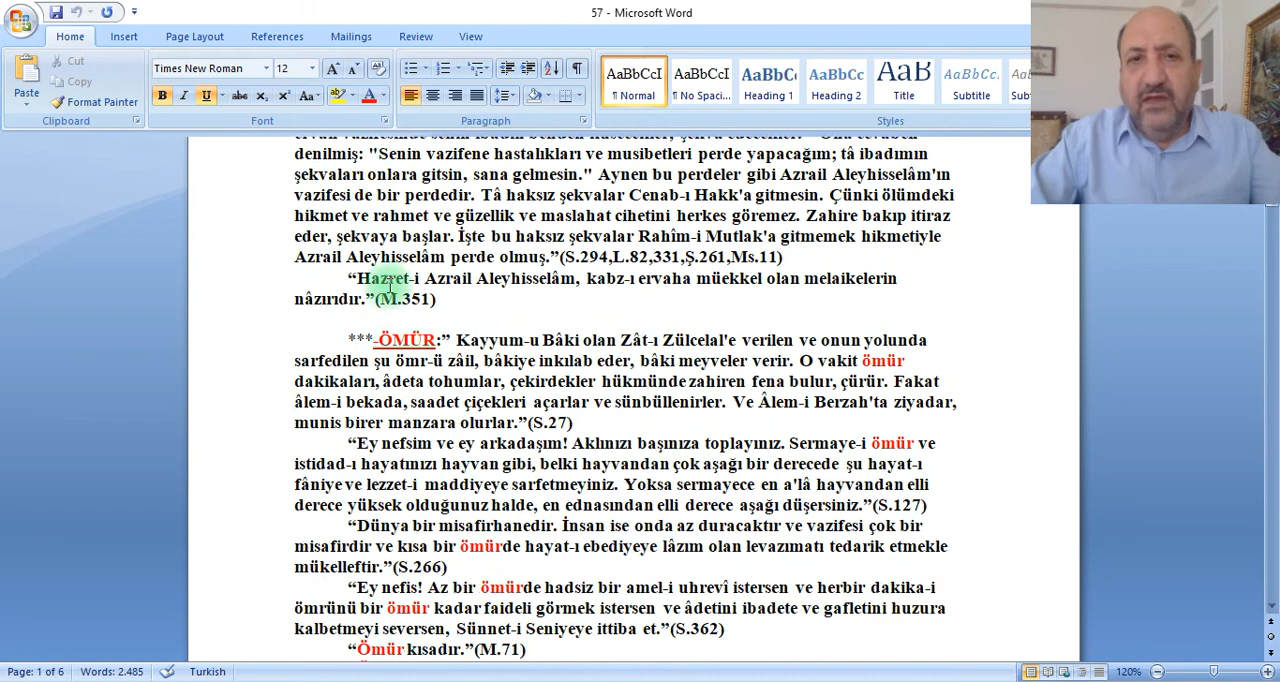 57 - Microsoft Word
Home Insert Page Layout References Mailings Review View
Paste
Cut
Copy
Format Painter
Clipboard
Times New Roman 12
Font
Paragraph
AaBbCcI AaBbCcI AaBbC AaBbCc AaB AaBbCc.
¶ Normal ¶ No Spaci... Heading 1 Heading 2 Title Subtitle
Styles
denilmiş: "Senin vazifene hastalıkları ve musibetleri perde yapacağım; tâ ibadımın
şekvaları onlara gitsin, sana gelmesin." Aynen bu perdeler gibi Azrail Aleyhisselâm'ın
vazifesi de bir perdedir. Tâ haksız şekvalar Cenab-ı Hakk'a gitmesin. Çünki ölümdeki
hikmet ve rahmet ve güzellik ve maslahat cihetini herkes göremez. Zahire bakıp itiraz
eder, şekvaya başlar. İşte bu haksız şekvalar Rahîm-i Mutlak'a gitmemek hikmetiyle
Azrail Aleyhisselâm perde olmuş.”(S.294,L.82,331,Ş.261,Ms.11)
“Hazret-i Azrail Aleyhisselâm, kabz-ı ervaha müekkel olan melaikelerin
nâzırıdır.”(M.351)
***-ÖMÜR:” Kayyum-u Bâki olan Zât-ı Zülcelal'e verilen ve onun yolunda
sarfedilen şu ömr-ü zâil, bâkiye inkılab eder, bâki meyveler verir. O vakit ömür
dakikaları, âdeta tohumlar, çekirdekler hükmünde zahiren fena bulur, çürür. Fakat
âlem-i bekada, saadet çiçekleri açarlar ve sünbüllenirler. Ve Âlem-i Berzah'ta ziyadar,
munis birer manzara olurlar.”(S.27)
“Ey nefsim ve ey arkadaşım! Aklınızı başınıza toplayınız. Sermaye-i ömür ve
istidad-ı hayatınızı hayvan gibi, belki hayvandan çok aşağı bir derecede şu hayat-ı
fâniye ve lezzet-i maddiyeye sarfetmeyiniz. Yoksa sermayece en a'lâ hayvandan elli
derece yüksek olduğunuz halde, en ednasından elli derece aşağı düşersiniz.”(S.127)
“Dünya bir misafirhanedir. İnsan ise onda az duracaktır ve vazifesi çok bir
misafirdir ve kısa bir ömürde hayat-ı ebediyeye lâzım olan levazımatı tedarik etmekle
mükelleftir.”(S.266)
“Ey nefis! Az bir ömürde hadsiz bir amel-i uhrevî istersen ve herbir dakika-i
ömrünü bir ömür kadar faideli görmek istersen ve âdetini ibadete ve gafletini huzura
kalbetmeyi seversen, Sünnet-i Seniyeye ittiba et.”(S.362)
“Ömür kısadır.”(M.71)
Page: 1 of 6 Words: 2.485 Turkish 120%